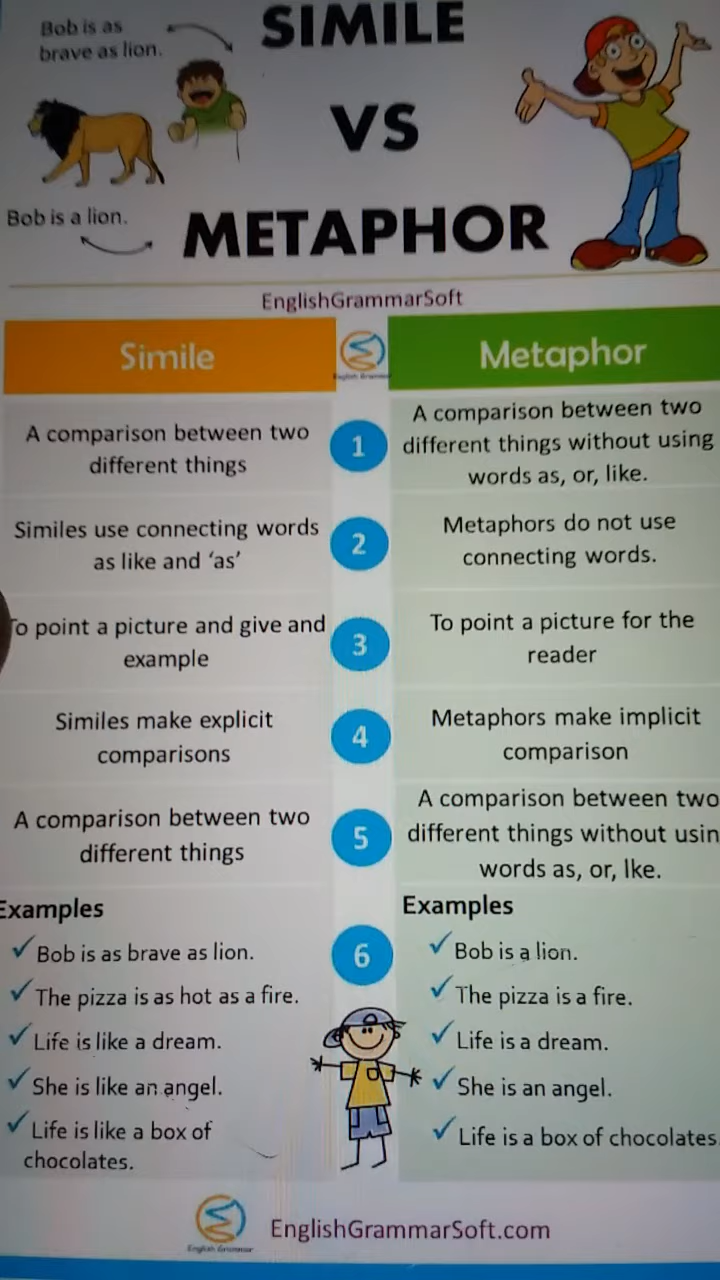 Bob is as
brave as lion.
SIMILE
VS
Bob is a lion.
METAPHOR
EnglishGrammarSoft
Simile
English Grammar
Metaphor
A comparison between two
different things
1
A comparison between two
different things without using
words as, or, like.
Similes use connecting words
as like and ‘as’
2
Metaphors do not use
connecting words.
To point a picture and give and
example
3
To point a picture for the
reader
Similes make explicit
comparisons
4
Metaphors make implicit
comparison
A comparison between two
different things
5
A comparison between two
different things without usin
words as, or, lke.
Examples
Bob is as brave as lion.
The pizza is as hot as a fire.
Life is like a dream.
She is like an angel.
Life is like a box of
chocolates.
6
Examples
Bob is a lion.
The pizza is a fire.
Life is a dream.
She is an angel.
Life is a box of chocolates
English Grammar
EnglishGrammarSoft.com